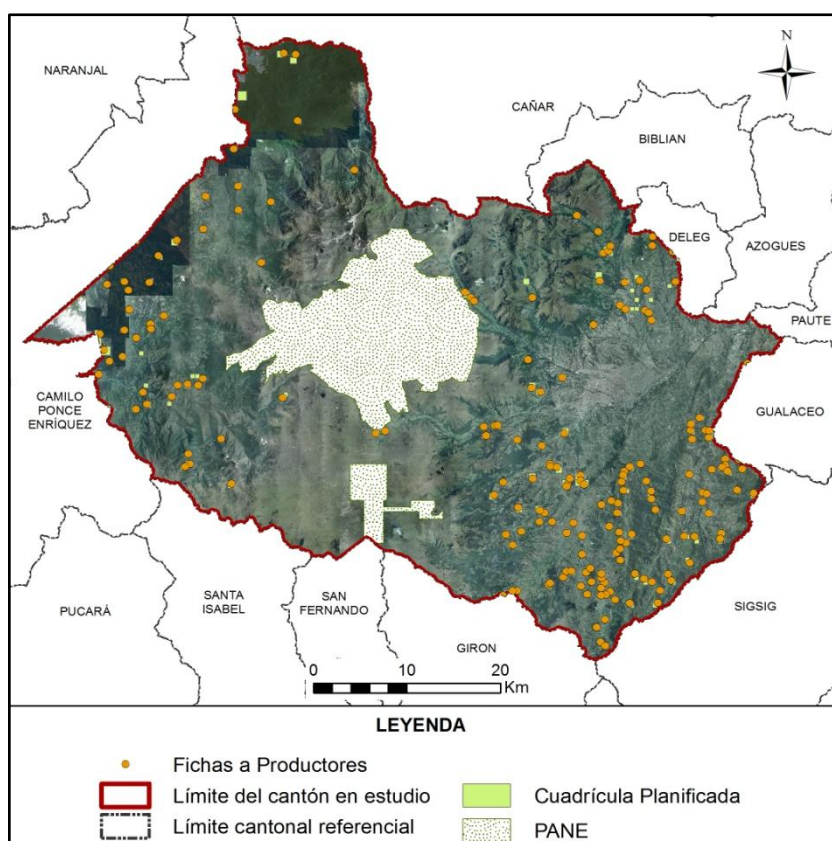 N
NARANJAL
CAÑAR
BIBLIAN
DELEG
AZOGUES
PAUTE
GUALACEO
CAMILO
PONCE
ENRÍQUEZ
SIGSIG
PUCARÁ
SANTA
ISABEL
SAN
FERNANDO
GIRON
0 10 20
Km
LEYENDA
Fichas a Productores
Límite del cantón en estudio
Límite cantonal referencial
Cuadrícula Planificada
PANE